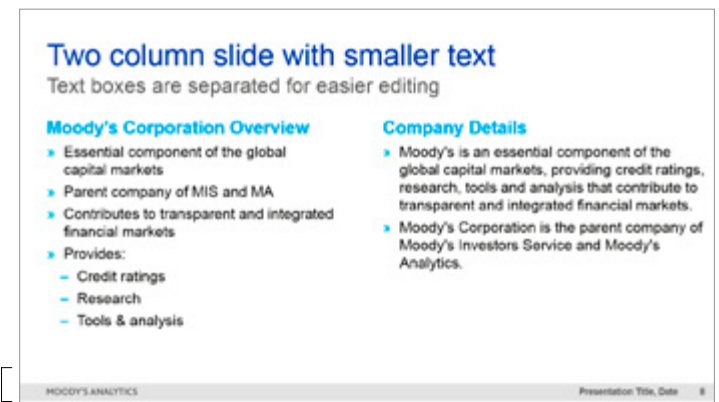 Two column slide with smaller text
Text boxes are separated for easier editing
Moody's Corporation Overview
» Essential component of the global
capital markets
» Parent company of MIS and MA
» Contributes to transparent and integrated
financial markets
» Provides:
– Credit ratings
– Research
– Tools & analysis
Company Details
» Moody's is an essential component of the
global capital markets, providing credit ratings,
research, tools and analysis that contribute to
transparent and integrated financial markets.
» Moody's Corporation is the parent company of
Moody's Investors Service and Moody's
Analytics.
MOODY'S ANALYTICS
Presentation Title, Date